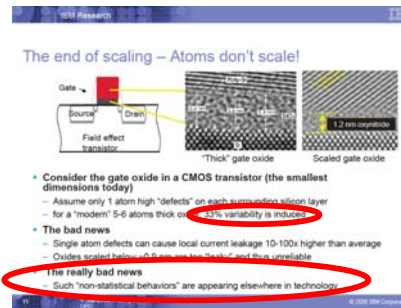 IBM Research
The end of scaling – Atoms don't scale!
Gate
Source
Drain
Field effect
transistor
Poly-Si
"Thick" gate oxide
1.2 nm oxynitride
Scaled gate oxide
• Consider the gate oxide in a CMOS transistor (the smallest
dimensions today)
– Assume only 1 atom high "defects" on each surrounding silicon layer
– for a "modern" 5-6 atoms thick oxide, 33% variability is induced
• The bad news
– Single atom defects can cause local current leakage 10-100x higher than average
– Oxides scaled below are too "leaky" and thus unreliable
• The really bad news
– Such "non-statistical behaviors" are appearing elsewhere in technology
11